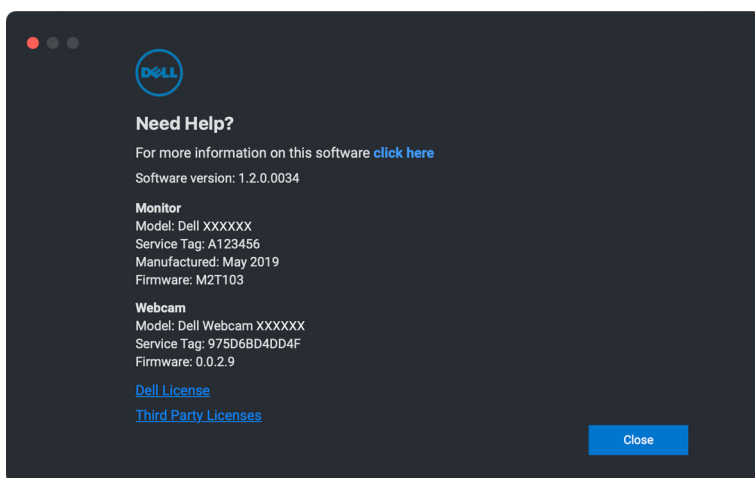 DELL
Need Help?
For more information on this software click here
Software version: 1.2.0.0034
Monitor
Model: Dell XXXXXX
Service Tag: A123456
Manufactured: May 2019
Firmware: M2T103
Webcam
Model: Dell Webcam XXXXXX
Service Tag: 975D6BD4DD4F
Firmware: 0.0.2.9
Dell License
Third Party Licenses
Close